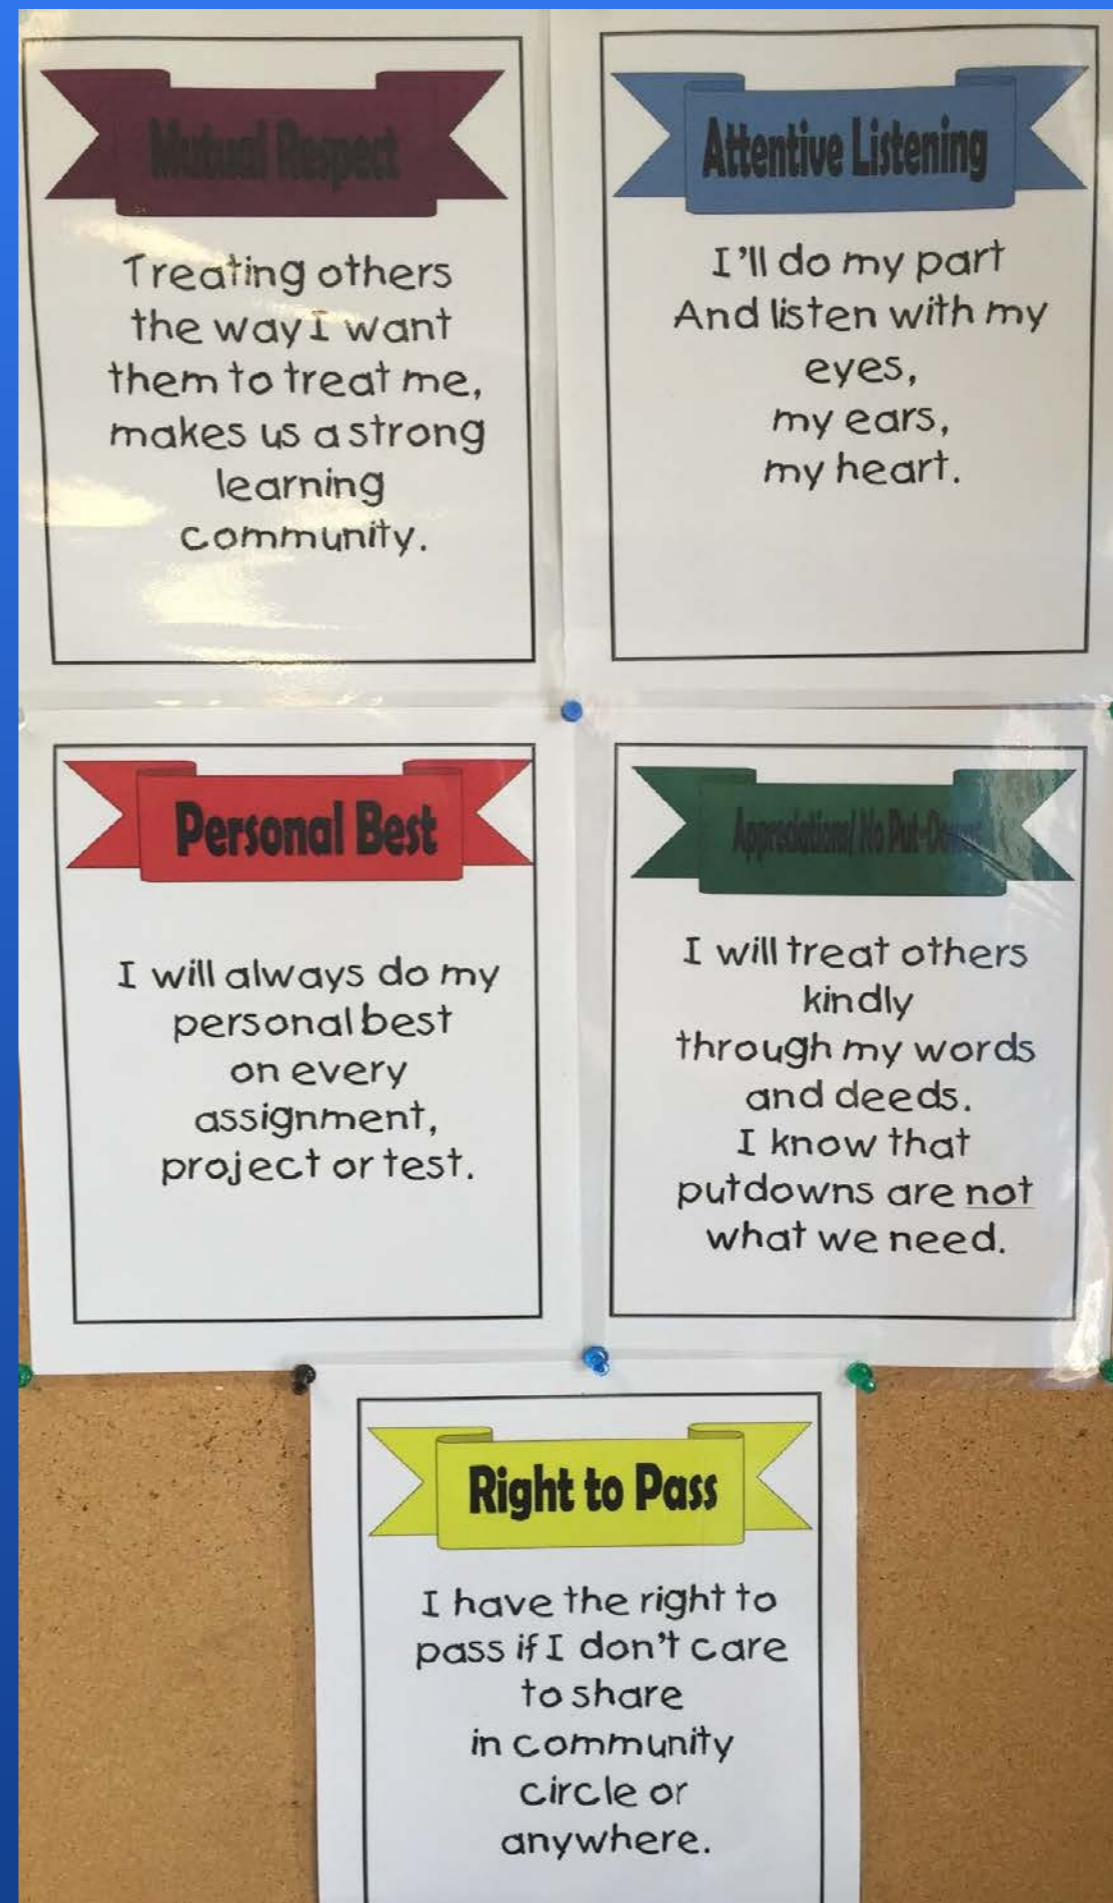 Mutual Respect
Treating others
the way I want
them to treat me,
makes us a strong
learning
community.
Attentive Listening
I'll do my part
And listen with my
eyes,
my ears,
my heart.
Personal Best
I will always do my
personal best
on every
assignment,
project or test.
Appreciations/ No Put-Downs
I will treat others
kindly
through my words
and deeds.
I know that
putdowns are not
what we need.
Right to Pass
I have the right to
pass if I don't care
to share
in community
circle or
anywhere.